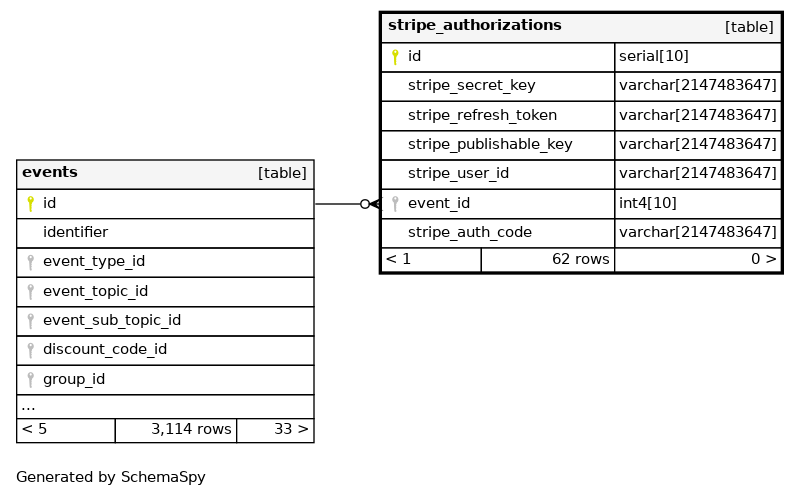 stripe_authorizations [table]
id serial[10]
stripe_secret_key varchar[2147483647]
stripe_refresh_token varchar[2147483647]
stripe_publishable_key varchar[2147483647]
stripe_user_id varchar[2147483647]
event_id int4[10]
stripe_auth_code varchar[2147483647]
< 1 62 rows 0 >
events [table]
id
identifier
event_type_id
event_topic_id
event_sub_topic_id
discount_code_id
group_id
...
< 5 3,114 rows 33 >
Generated by SchemaSpy